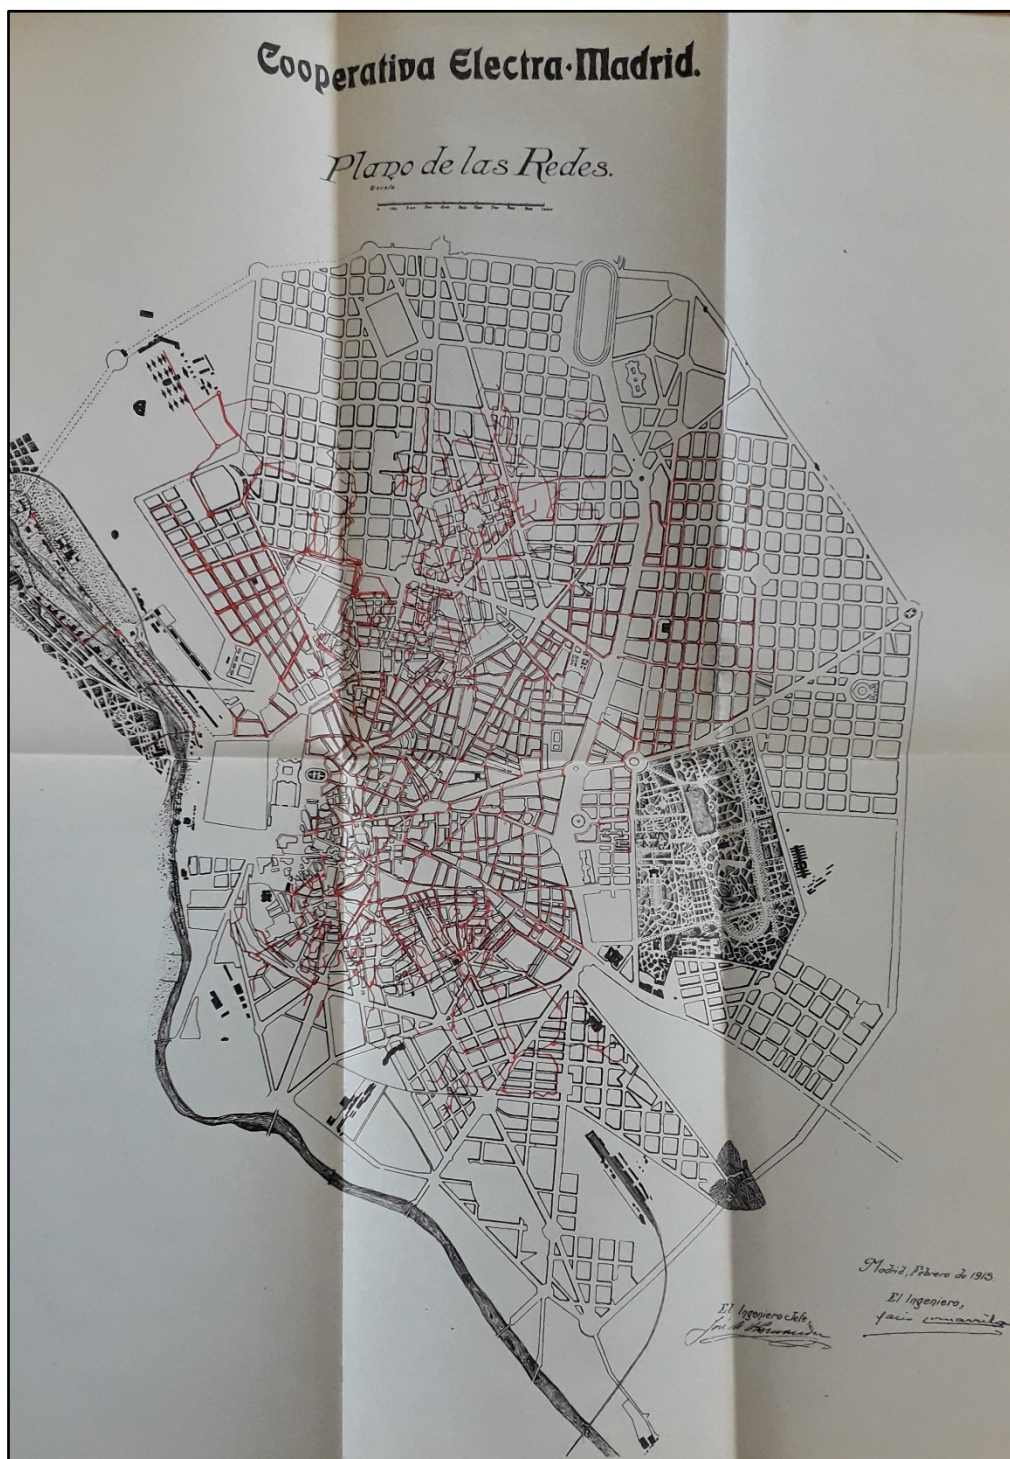 Cooperativa Electra-Madrid.
Plano de las Redes.
Escala
Madrid, Febrero de 1915.
El Ingeniero Jefe,
El Ingeniero,